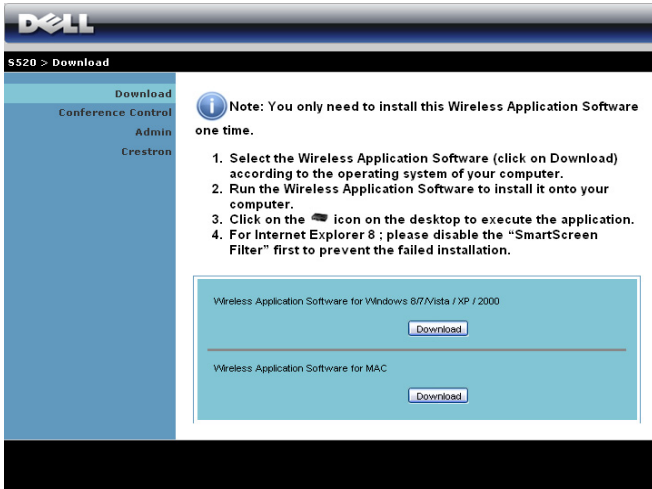 DELL
S520 > Download
Download
Conference Control
Admin
Crestron
Note: You only need to install this Wireless Application Software
one time.
1. Select the Wireless Application Software (click on Download)
according to the operating system of your computer.
2. Run the Wireless Application Software to install it onto your
computer.
3. Click on the icon on the desktop to execute the application.
4. For Internet Explorer 8 ; please disable the “SmartScreen
Filter” first to prevent the failed installation.
Wireless Application Software for Windows 8/7/Vista / XP / 2000
Download
Wireless Application Software for MAC
Download